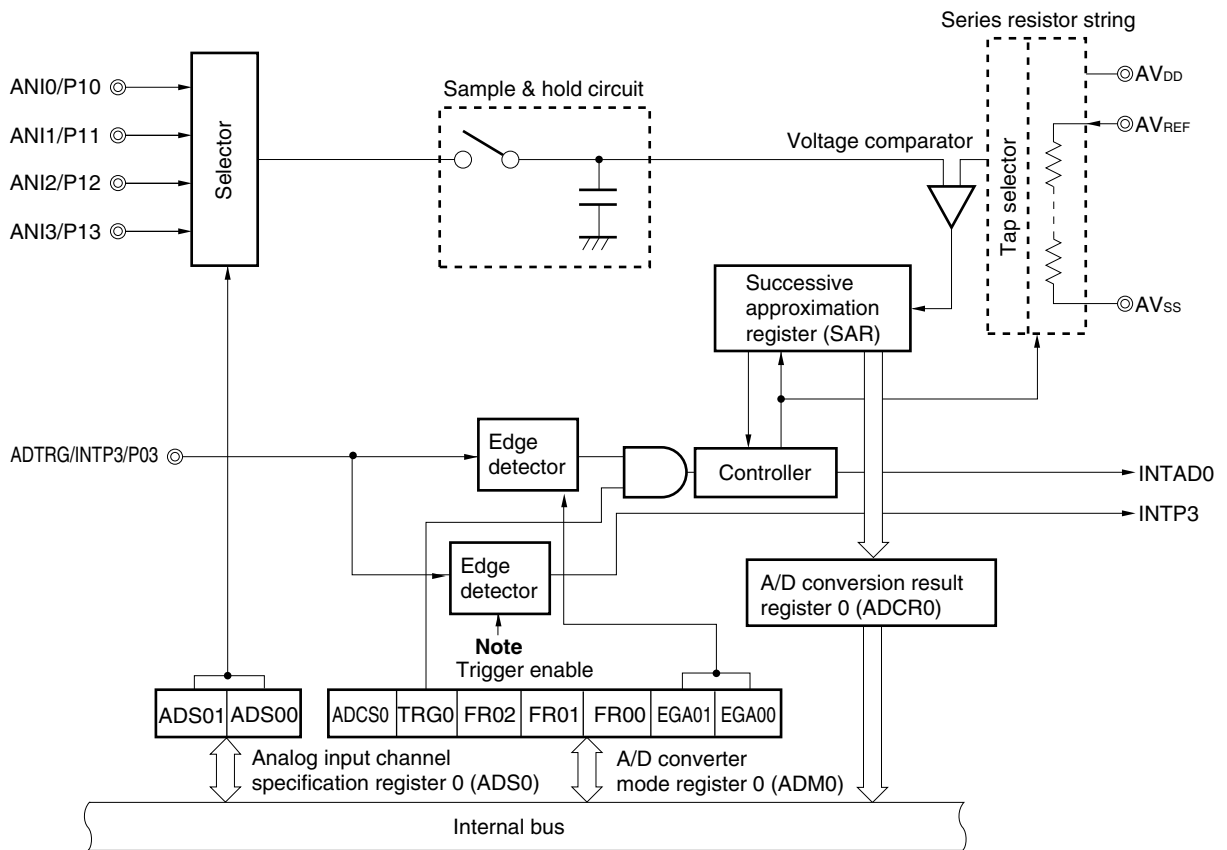 Series resistor string
ANI0/P10
ANI1/P11
ANI2/P12
ANI3/P13
Selector
Sample & hold circuit
Voltage comparator
Tap selector
AVDD
AVREF
AVSS
Successive
approximation
register (SAR)
ADTRG/INTP3/P03
Edge
detector
Controller
INTAD0
INTP3
Edge
detector
A/D conversion result
register 0 (ADCR0)
Note
Trigger enable
ADS01 ADS00
ADCS0 TRG0 FR02 FR01 FR00 EGA01 EGA00
Analog input channel
specification register 0 (ADS0)
A/D converter
mode register 0 (ADM0)
Internal bus